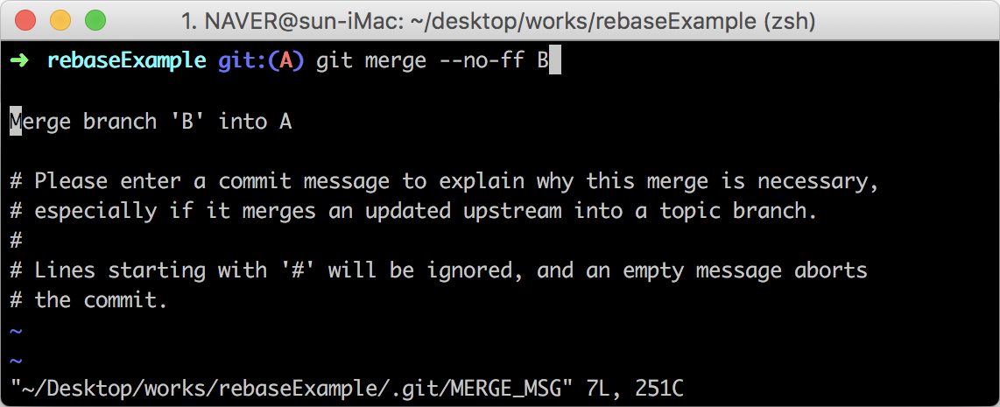 1. NAVER@sun-iMac: ~/desktop/works/rebaseExample (zsh)
➜ rebaseExample git:(A) git merge --no-ff B
Merge branch 'B' into A
# Please enter a commit message to explain why this merge is necessary,
# especially if it merges an updated upstream into a topic branch.
#
# Lines starting with '#' will be ignored, and an empty message aborts
# the commit.
~
~
"~/Desktop/works/rebaseExample/.git/MERGE_MSG" 7L, 251C